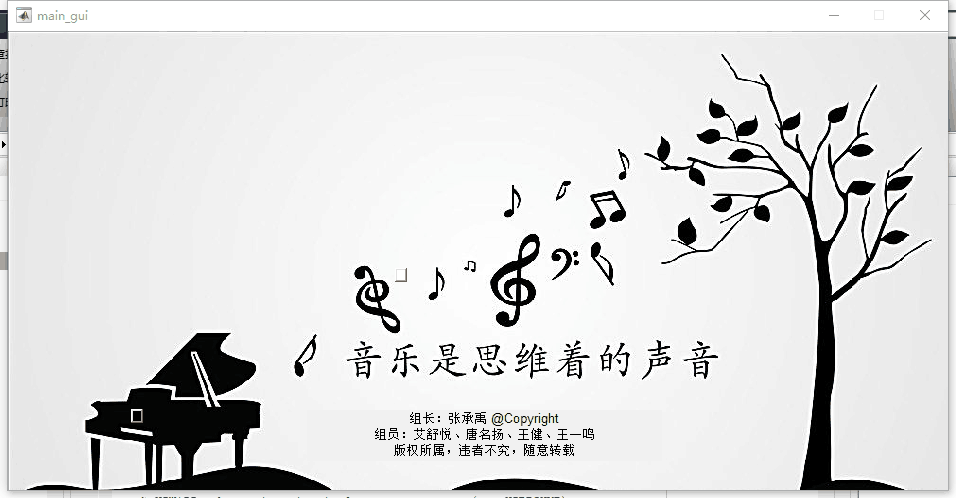 main_gui
音乐是思维着的声音
组长：张承禹 @Copyright
组员：艾舒悦、唐名扬、王健、王一鸣
版权所属，违者不究，随意转载